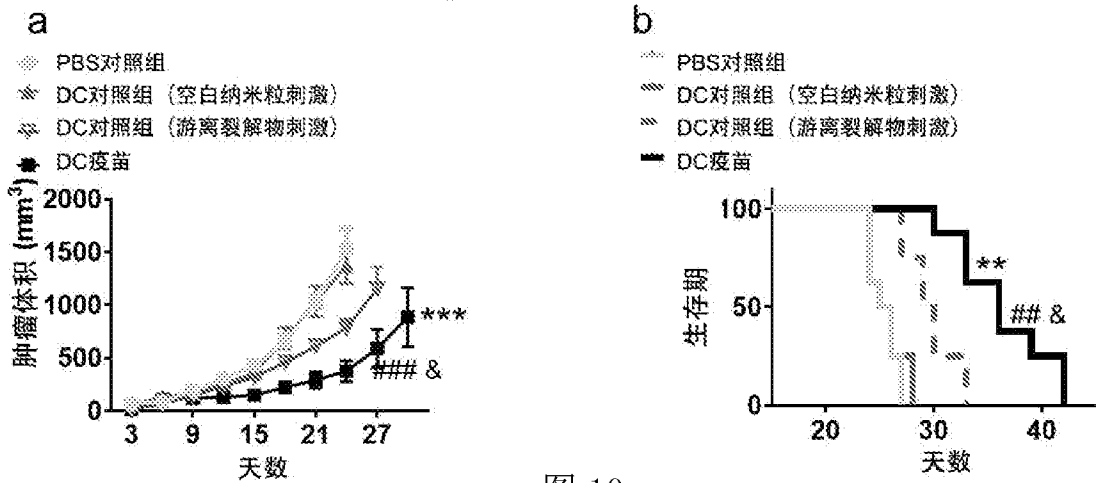 a
PBS对照组
DC对照组（空白纳米粒刺激）
DC对照组（游离裂解物刺激）
DC疫苗
肿瘤体积 (mm³)
2000
1500
1000
500
0
***
### &
3 9 15 21 27
天数
b
PBS对照组
DC对照组（空白纳米粒刺激）
DC对照组（游离裂解物刺激）
DC疫苗
生存期
100
50
0
**
## &
20 30 40
天数